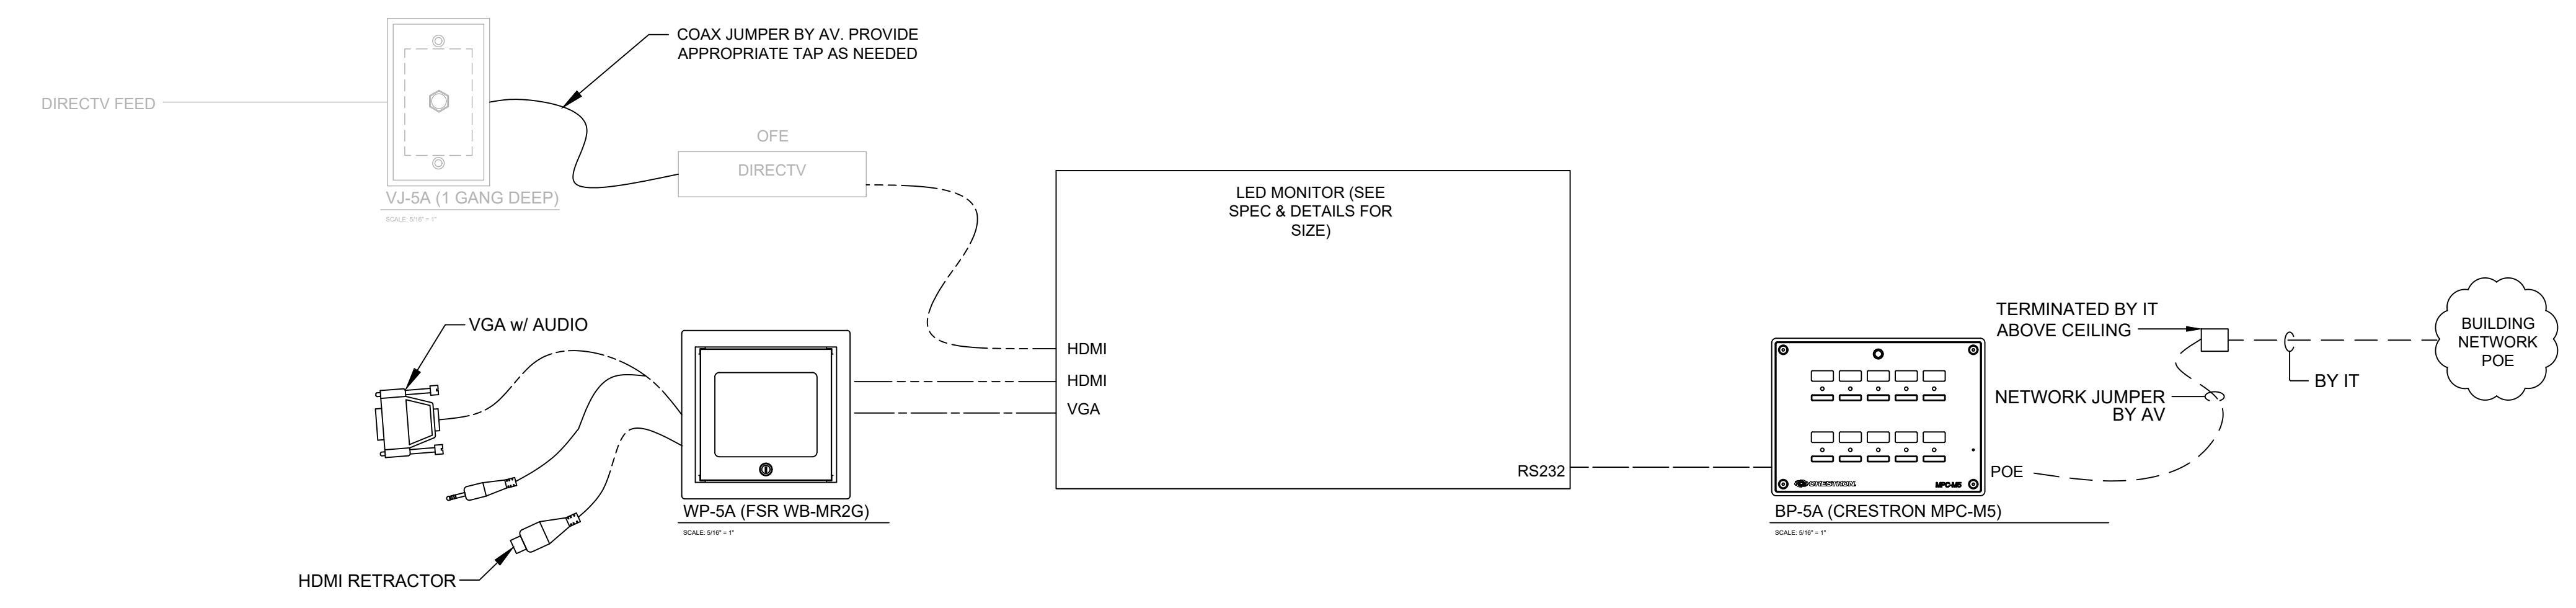 COAX JUMPER BY AV. PROVIDE
APPROPRIATE TAP AS NEEDED
DIRECTV FEED
OFE
DIRECTV
VJ-5A (1 GANG DEEP)
SCALE: 5/16" = 1"
LED MONITOR (SEE
SPEC & DETAILS FOR
SIZE)
HDMI
HDMI
VGA
RS232
VGA w/ AUDIO
HDMI RETRACTOR
WP-5A (FSR WB-MR2G)
SCALE: 5/16" = 1"
CRESTRON
MPC-M5
BP-5A (CRESTRON MPC-M5)
SCALE: 5/16" = 1"
POE
TERMINATED BY IT
ABOVE CEILING
NETWORK JUMPER
BY AV
BY IT
BUILDING
NETWORK
POE